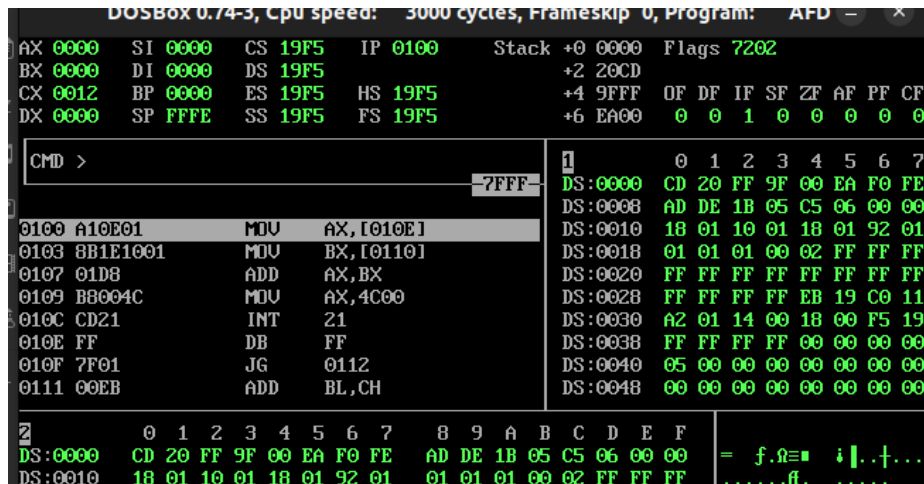 DOSBox 0.74-3, Cpu speed: 3000 cycles, Frameskip 0, Program: AFD
AX 0000 SI 0000 CS 19F5 IP 0100 Stack +0 0000 Flags 7202
BX 0000 DI 0000 DS 19F5 +2 20CD
CX 0012 BP 0000 ES 19F5 HS 19F5 +4 9FFF OF DF IF SF ZF AF PF CF
DX 0000 SP FFFE SS 19F5 FS 19F5 +6 EA00 0 0 1 0 0 0 0 0
CMD >
7FFF
0100 A10E01 MOV AX,[010E]
0103 8B1E1001 MOV BX,[0110]
0107 01D8 ADD AX,BX
0109 B8004C MOV AX,4C00
010C CD21 INT 21
010E FF DB FF
010F 7F01 JG 0112
0111 00EB ADD BL,CH
1 0 1 2 3 4 5 6 7
DS:0000 CD 20 FF 9F 00 EA F0 FE
DS:0008 AD DE 1B 05 C5 06 00 00
DS:0010 18 01 10 01 18 01 92 01
DS:0018 01 01 01 00 02 FF FF FF
DS:0020 FF FF FF FF FF FF FF FF
DS:0028 FF FF FF FF EB 19 C0 11
DS:0030 A2 01 14 00 18 00 F5 19
DS:0038 FF FF FF FF 00 00 00 00
DS:0040 05 00 00 00 00 00 00 00
DS:0048 00 00 00 00 00 00 00 00
2 0 1 2 3 4 5 6 7 8 9 A B C D E F
DS:0000 CD 20 FF 9F 00 EA F0 FE AD DE 1B 05 C5 06 00 00 = ƒ.Ω≡■ ¡▐..┼...
DS:0010 18 01 10 01 18 01 92 01 01 01 01 00 02 FF FF FF